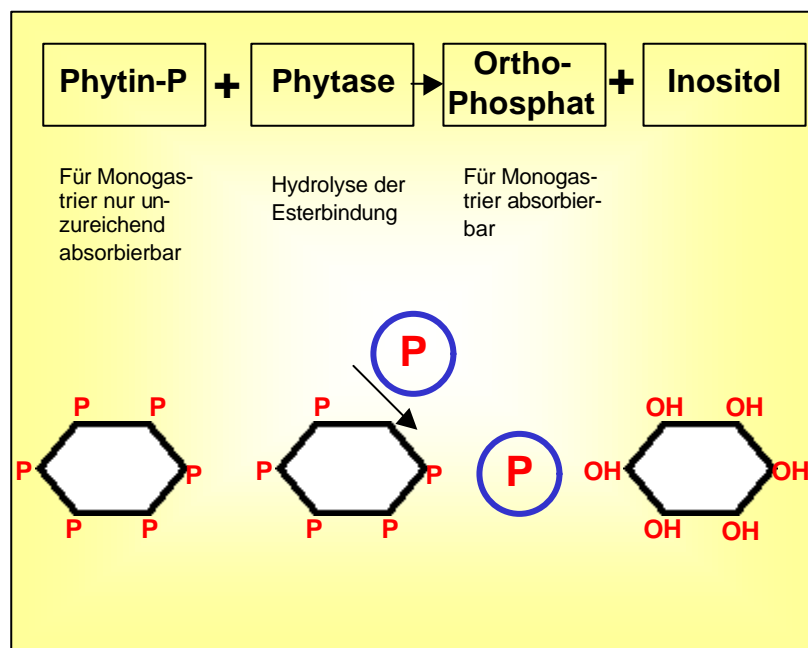 Phytin-P + Phytase Ortho-
Phosphat + Inositol
Für Monogas-
trier nur un-
zureichend
absorbierbar
Hydrolyse der
Esterbindung
Für Monogas-
trier absorbier-
bar
P
P P
P P
P P
P
P P
P P
P
OH OH
OH OH
OH OH